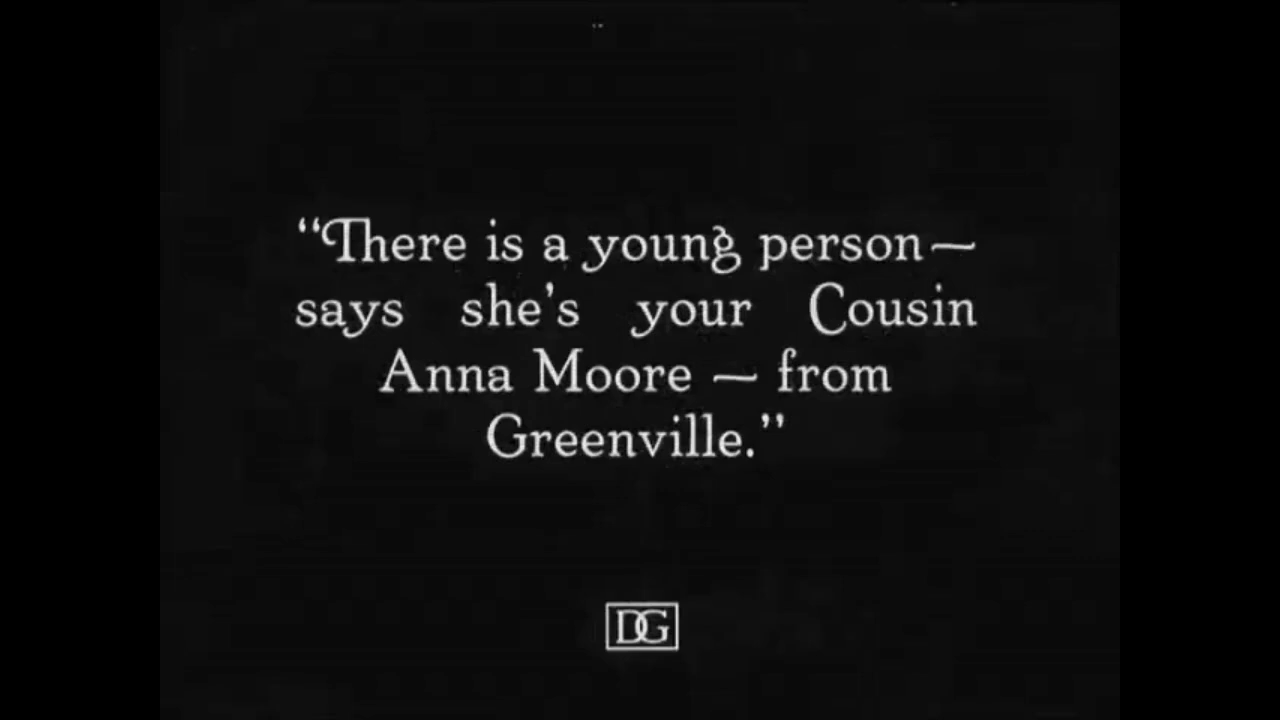 “There is a young person—
says she's your Cousin
Anna Moore — from
Greenville.”
DG